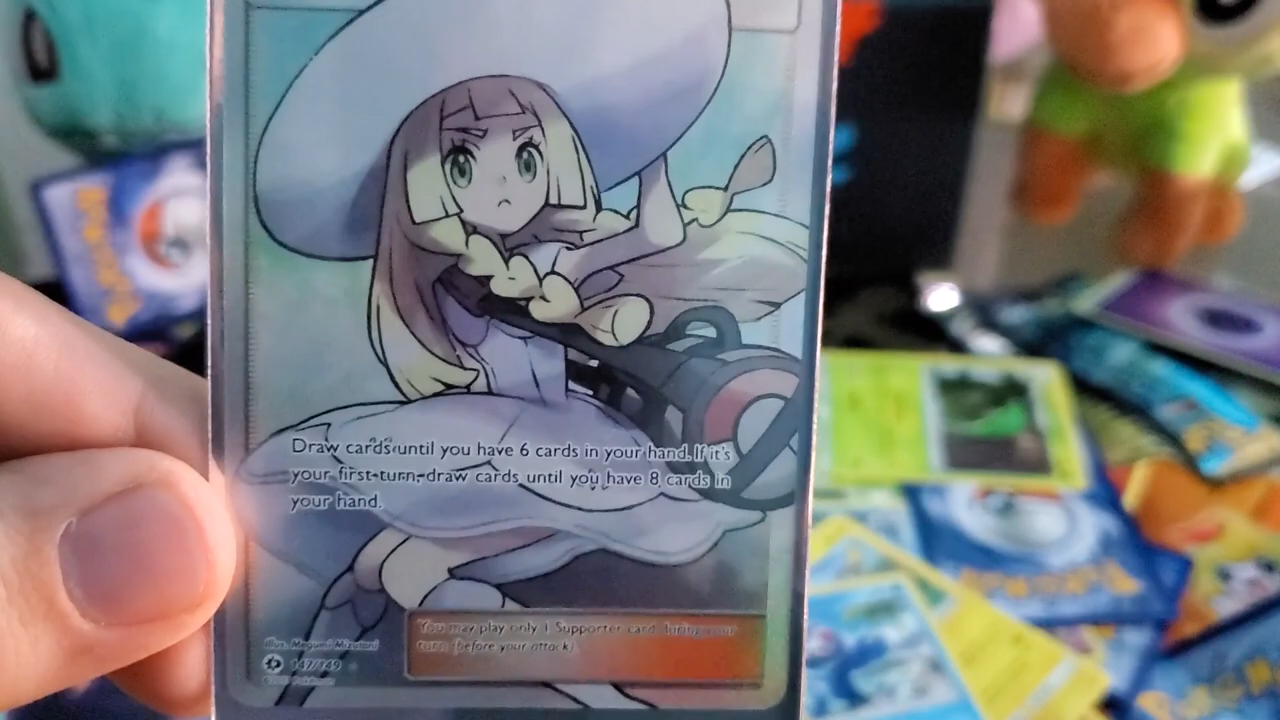 Draw cards until you have 6 cards in your hand. If it's
your first turn, draw cards until you have 8 cards in
your hand.
You may play only 1 Supporter card during your
turn (before your attack).
Illus. Megumi Mizutani
147/149
Pokémon